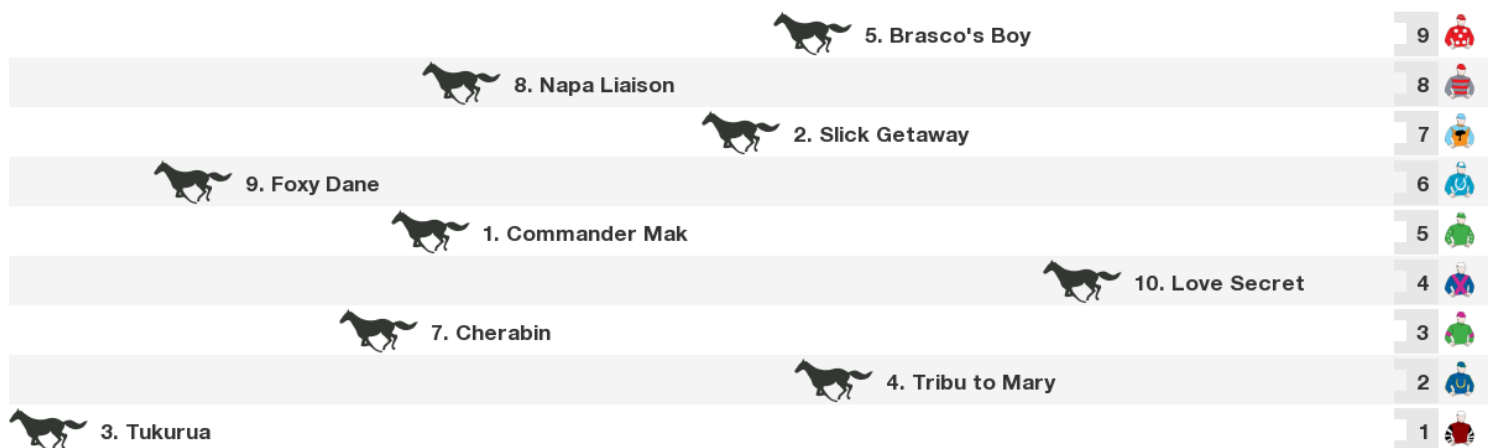 5. Brasco's Boy 9
8. Napa Liaison 8
2. Slick Getaway 7
9. Foxy Dane 6
1. Commander Mak 5
10. Love Secret 4
7. Cherabin 3
4. Tribu to Mary 2
3. Tukurua 1